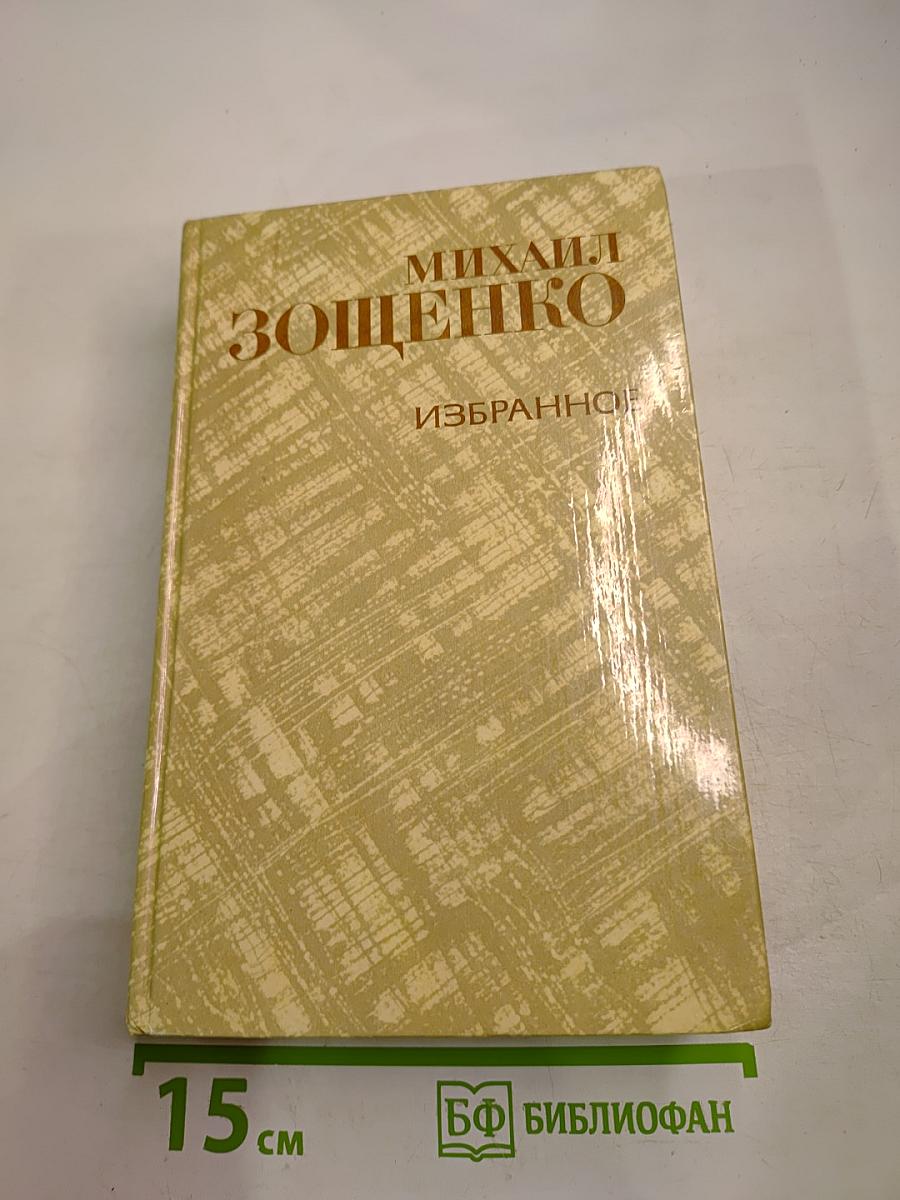 МИХАИЛ
ЗОЩЕНКО
ИЗБРАННОЕ
15 см
БФ БИБЛИОФАН